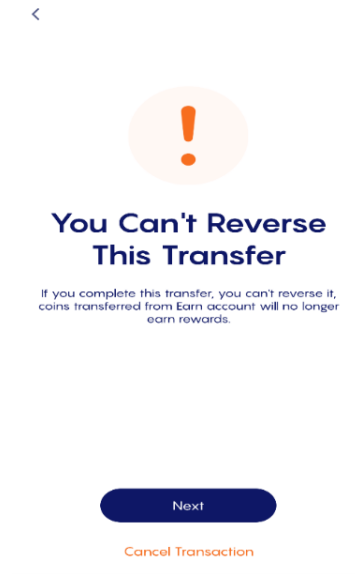 You Can't Reverse
This Transfer
If you complete this transfer, you can't reverse it,
coins transferred from Earn account will no longer
earn rewards.
Next
Cancel Transaction